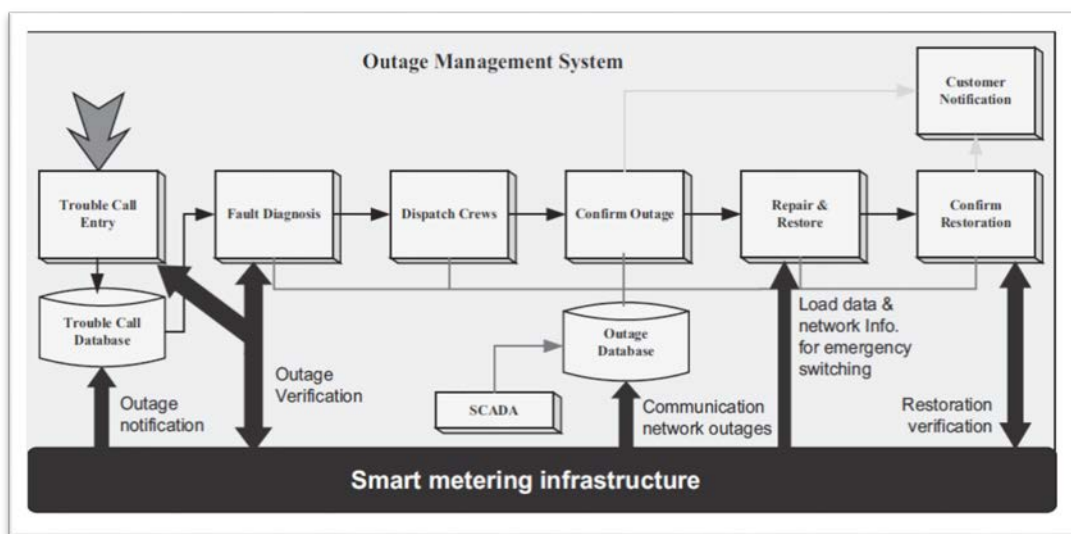 Outage Management System
Customer
Notification
Trouble Call
Entry
Fault Diagnosis
Dispatch Crews
Confirm Outage
Repair &
Restore
Confirm
Restoration
Trouble Call
Database
Outage
Database
SCADA
Outage
notification
Outage
Verification
Communication
network outages
Load data &
network Info.
for emergency
switching
Restoration
verification
Smart metering infrastructure